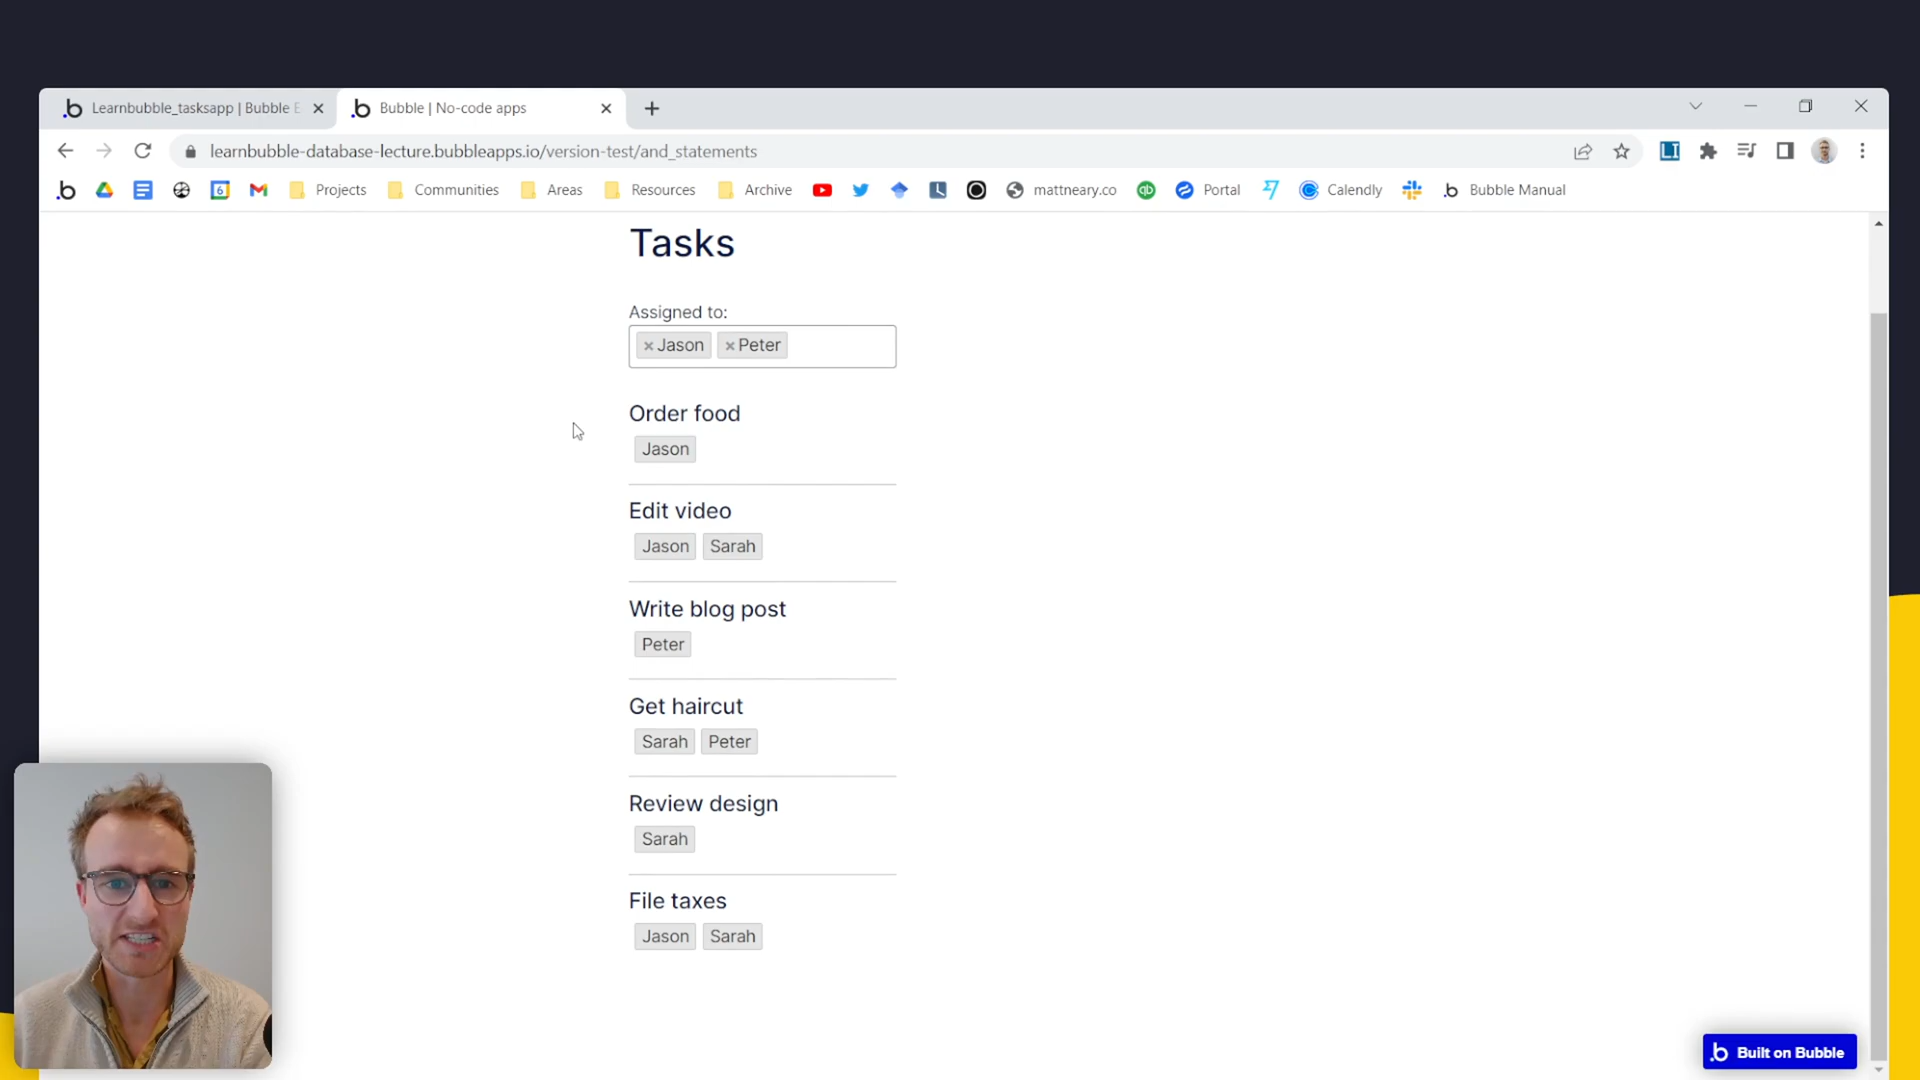 Learnbubble_tasksapp | Bubble E
Bubble | No-code apps
learnbubble-database-lecture.bubbleapps.io/version-test/and_statements
Projects Communities Areas Resources Archive mattneary.co Portal Calendly Bubble Manual
Tasks
Assigned to:
×Jason ×Peter
Order food
Jason
Edit video
Jason Sarah
Write blog post
Peter
Get haircut
Sarah Peter
Review design
Sarah
File taxes
Jason Sarah
Built on Bubble